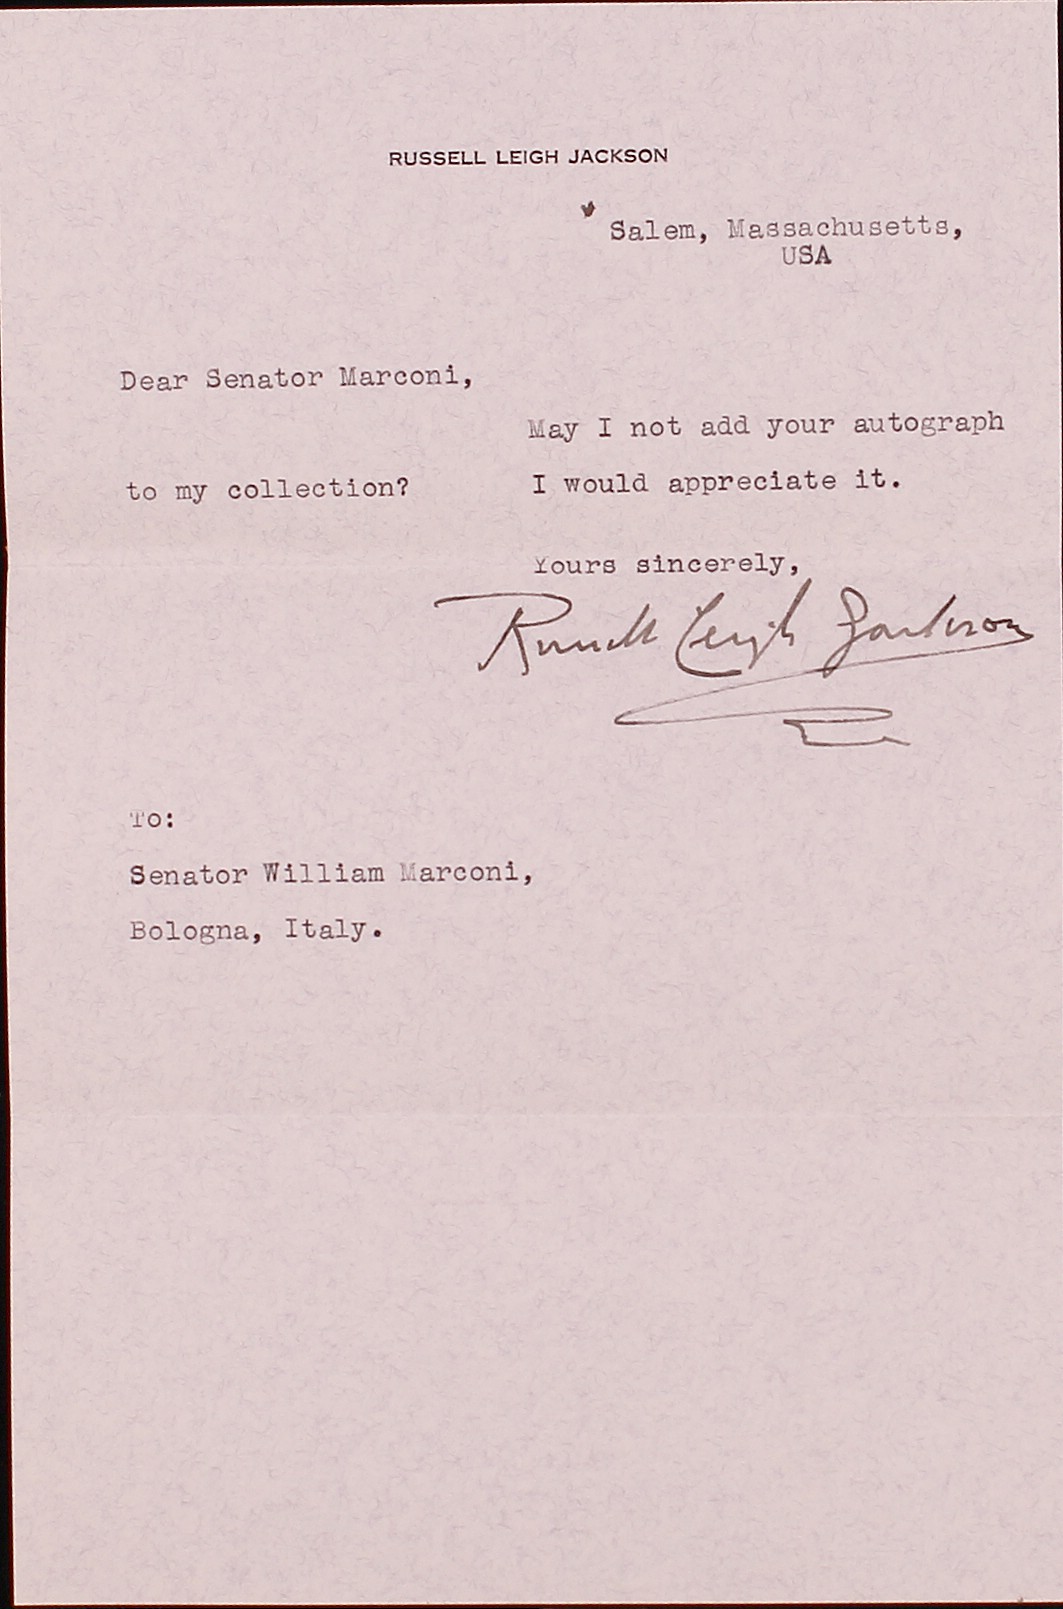 RUSSELL LEIGH JACKSON
Salem, Massachusetts,
USA
Dear Senator Marconi,
May I not add your autograph
to my collection? I would appreciate it.
Yours sincerely,
Russell Leigh Jackson
To:
Senator William Marconi,
Bologna, Italy.